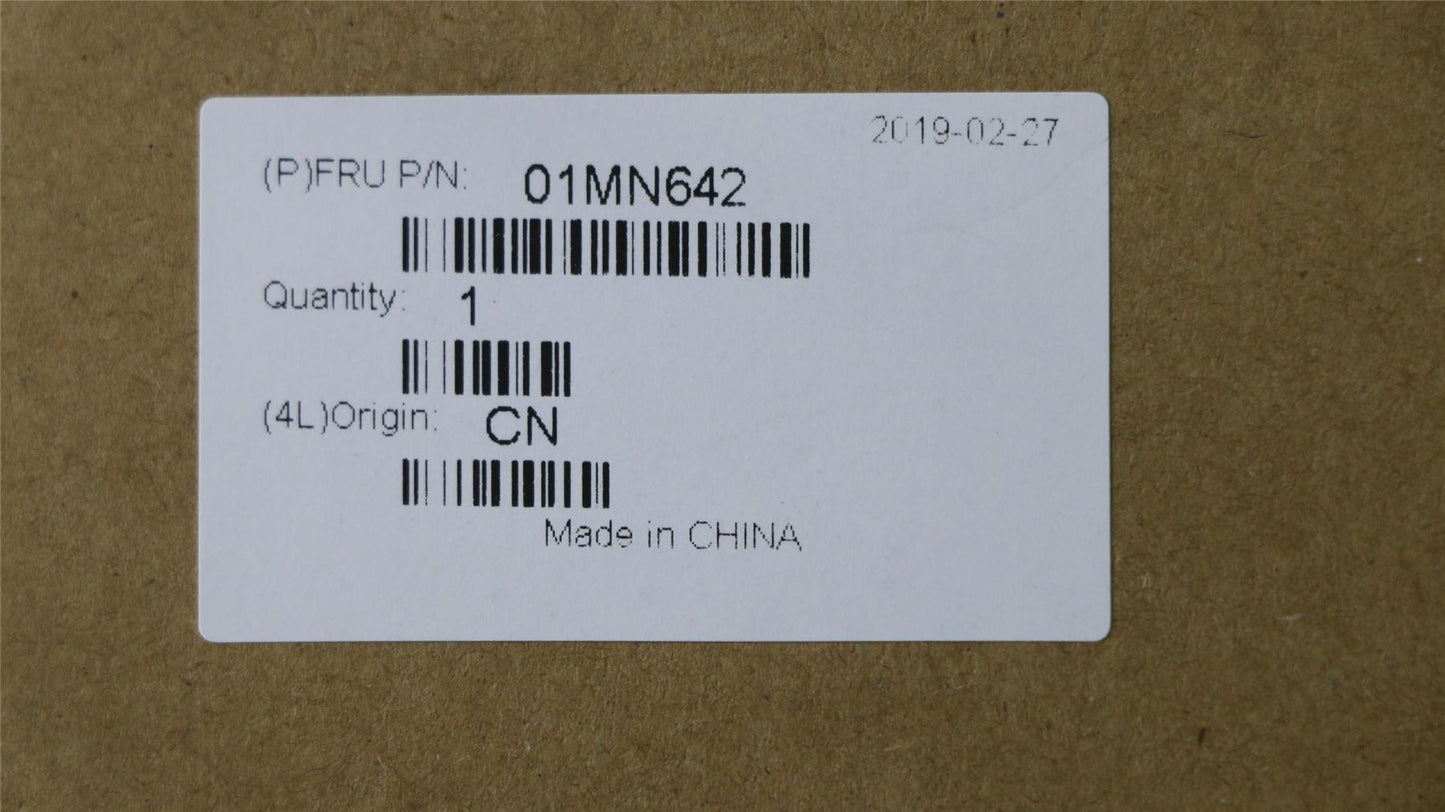 2019-02-27
(P)FRU P/N: 01MN642
Quantity: 1
(4L)Origin: CN
Made in CHINA